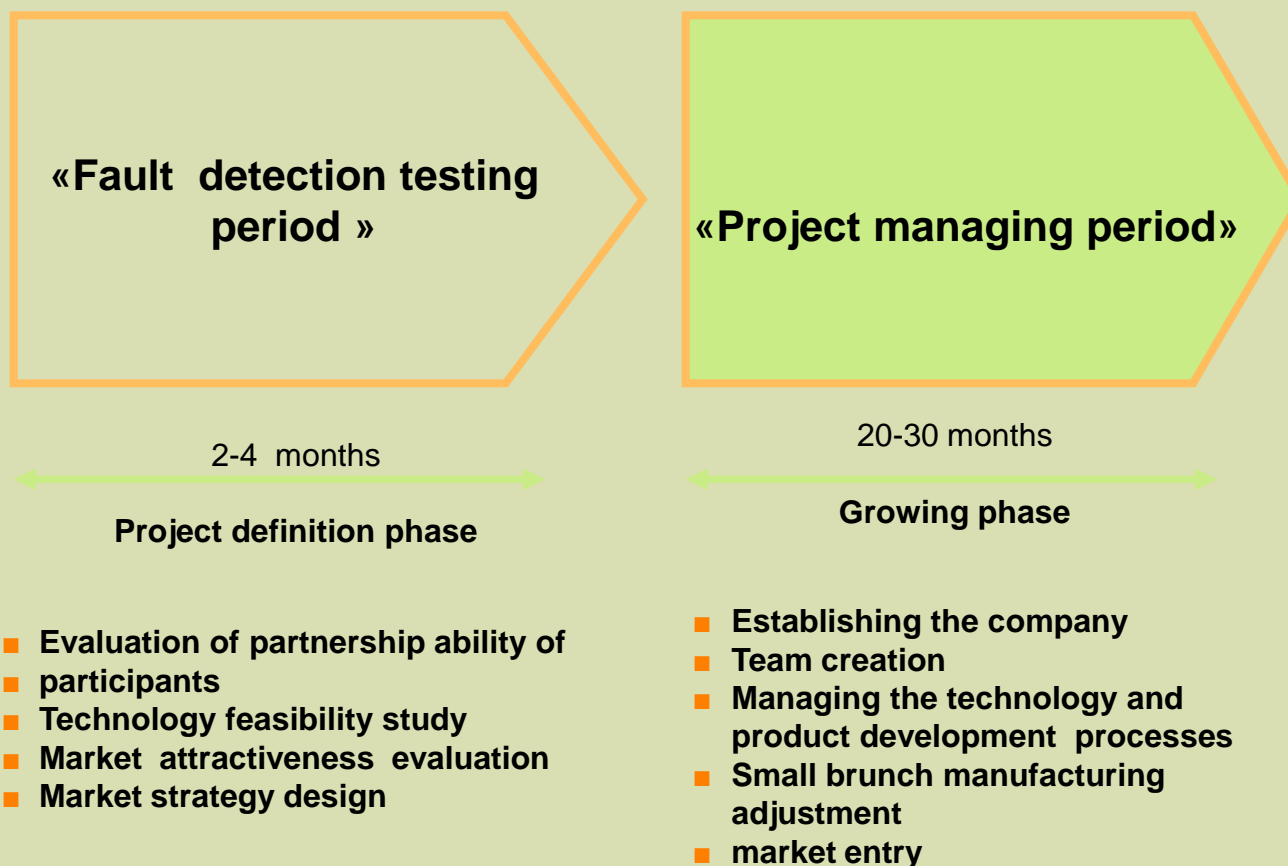 «Fault detection testing
period »
2-4 months
Project definition phase
■ Evaluation of partnership ability of
■ participants
■ Technology feasibility study
■ Market attractiveness evaluation
■ Market strategy design
«Project managing period»
20-30 months
Growing phase
■ Establishing the company
■ Team creation
■ Managing the technology and
product development processes
■ Small brunch manufacturing
adjustment
■ market entry